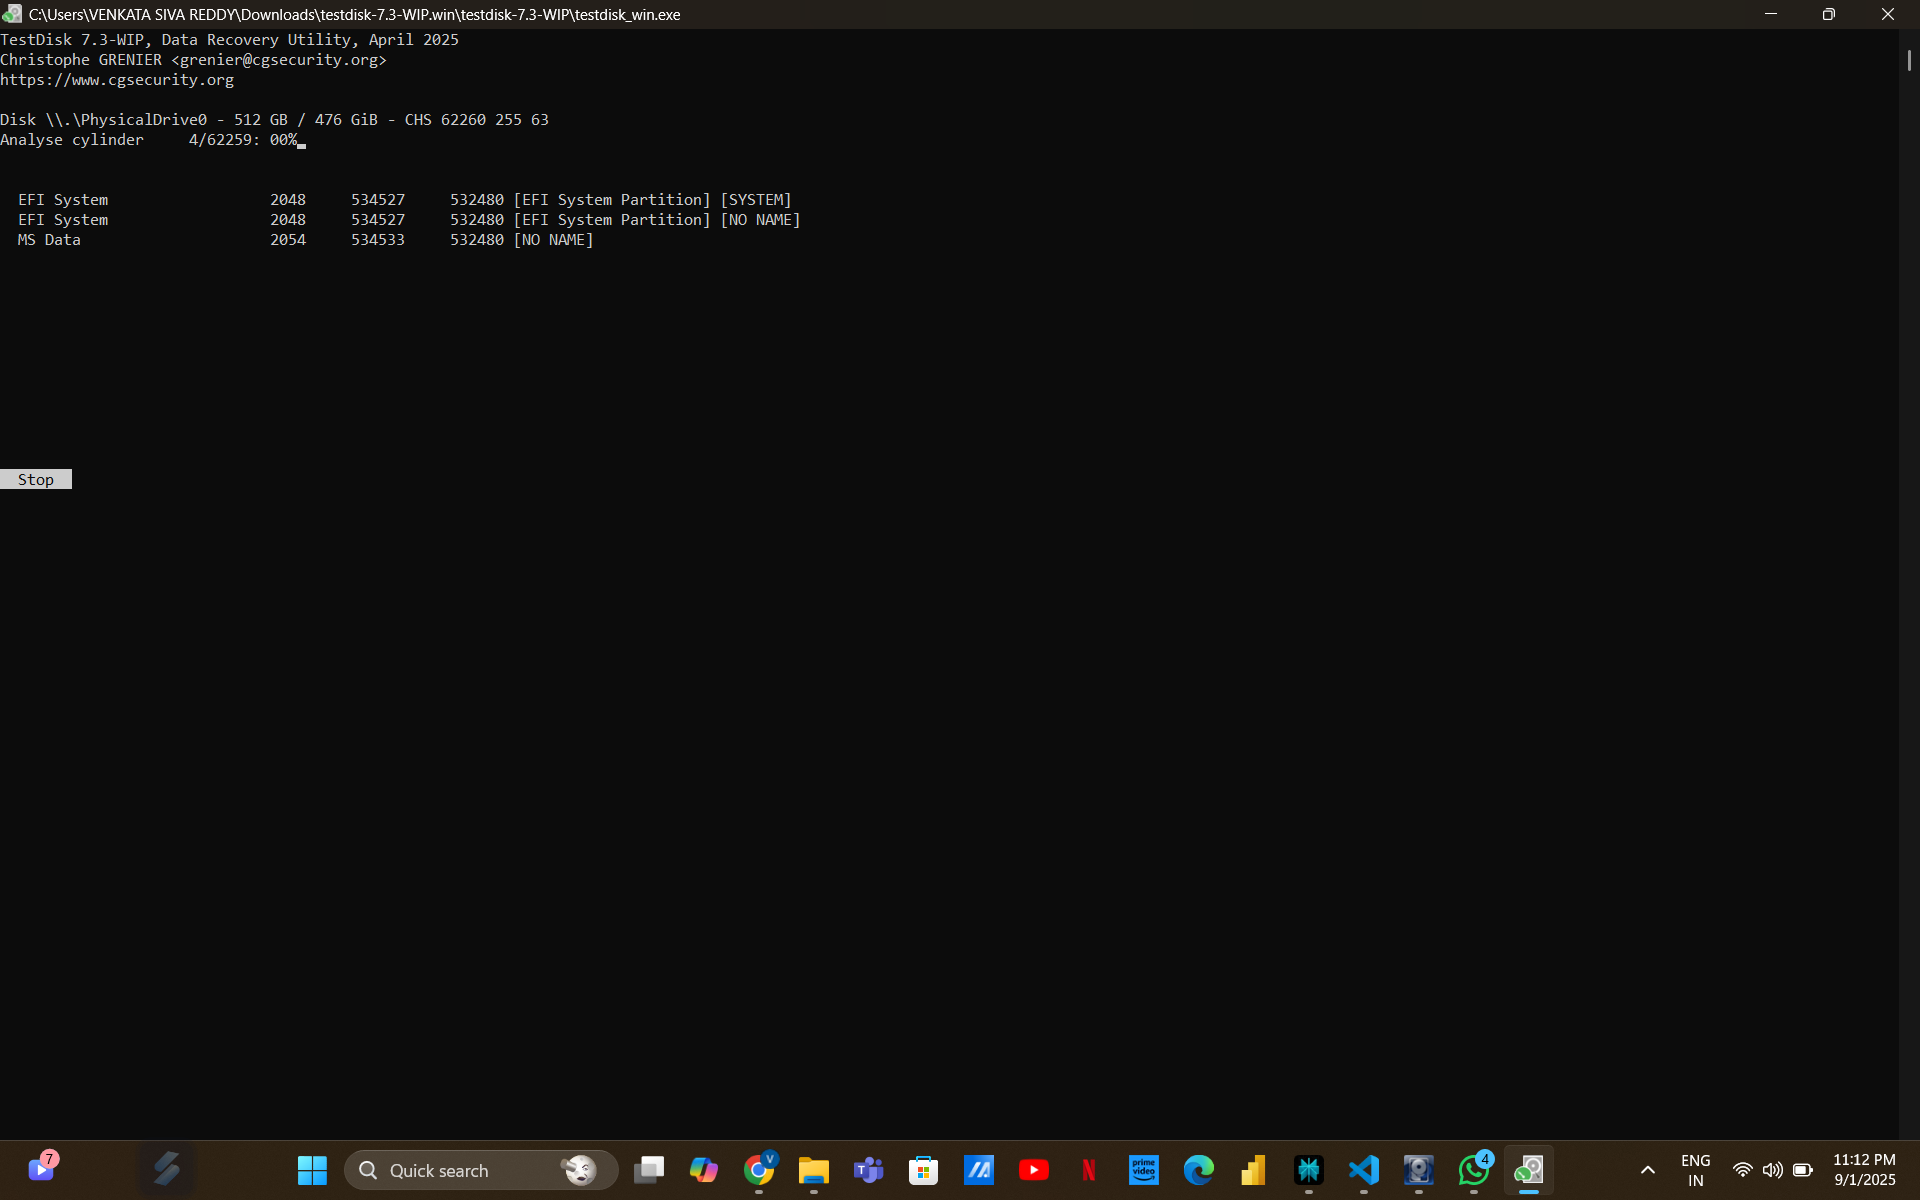 C:\Users\VENKATA SIVA REDDY\Downloads\testdisk-7.3-WIP.win\testdisk-7.3-WIP\testdisk_win.exe
TestDisk 7.3-WIP, Data Recovery Utility, April 2025
Christophe GRENIER <grenier@cgsecurity.org>
https://www.cgsecurity.org
Disk \\.\PhysicalDrive0 - 512 GB / 476 GiB - CHS 62260 255 63
Analyse cylinder     4/62259: 00%
EFI System                  2048     534527     532480 [EFI System Partition] [SYSTEM]
EFI System                  2048     534527     532480 [EFI System Partition] [NO NAME]
MS Data                     2054     534533     532480 [NO NAME]
Stop
7
Quick search
V
T
prime video
4
ENG
IN
11:12 PM
9/1/2025